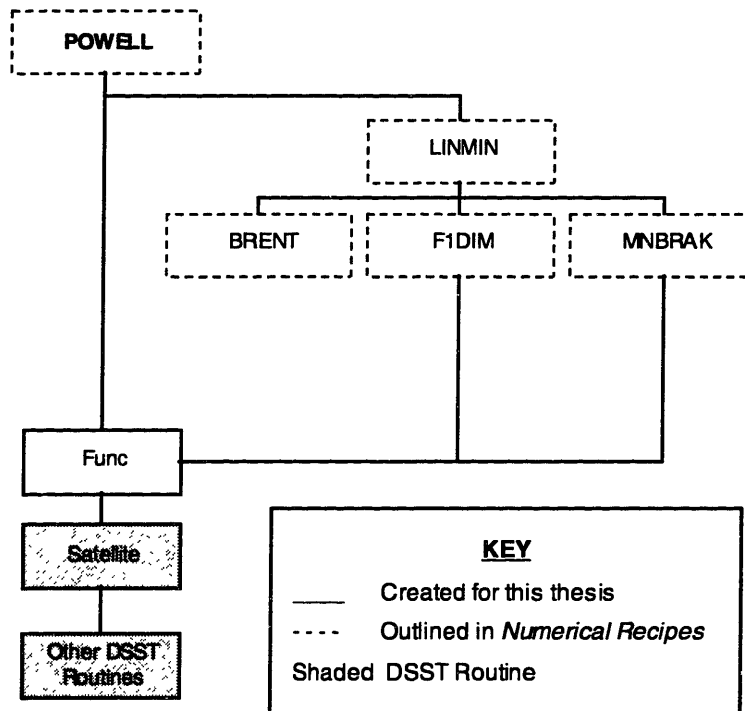 POWELL
LINMIN
BRENT
F1DIM
MNBRAK
Func
Satellite
Other DSST
Routines
KEY
Created for this thesis
Outlined in Numerical Recipes
Shaded DSST Routine